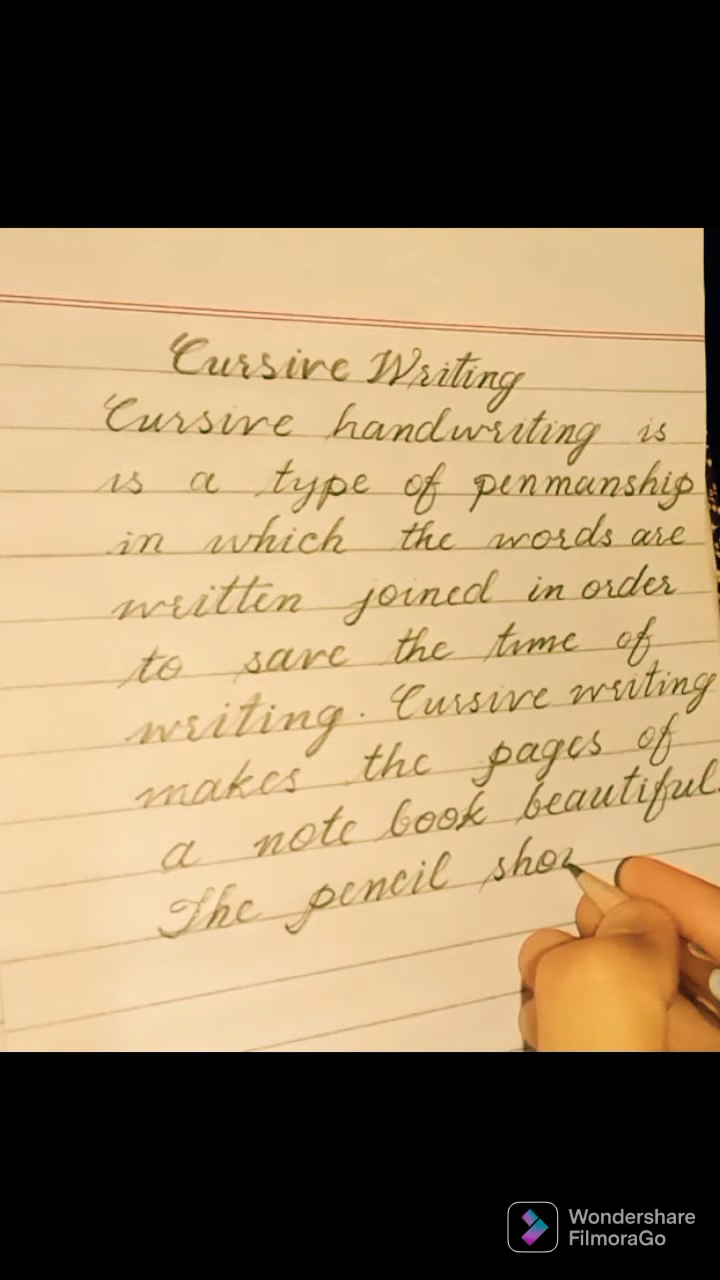 Cursive Writing
Cursive handwriting is
is a type of penmanship
in which the words are
written joined in order
to save the time of
writing. Cursive writing
makes the pages of
a note book beautiful.
The pencil sho
Wondershare
FilmoraGo